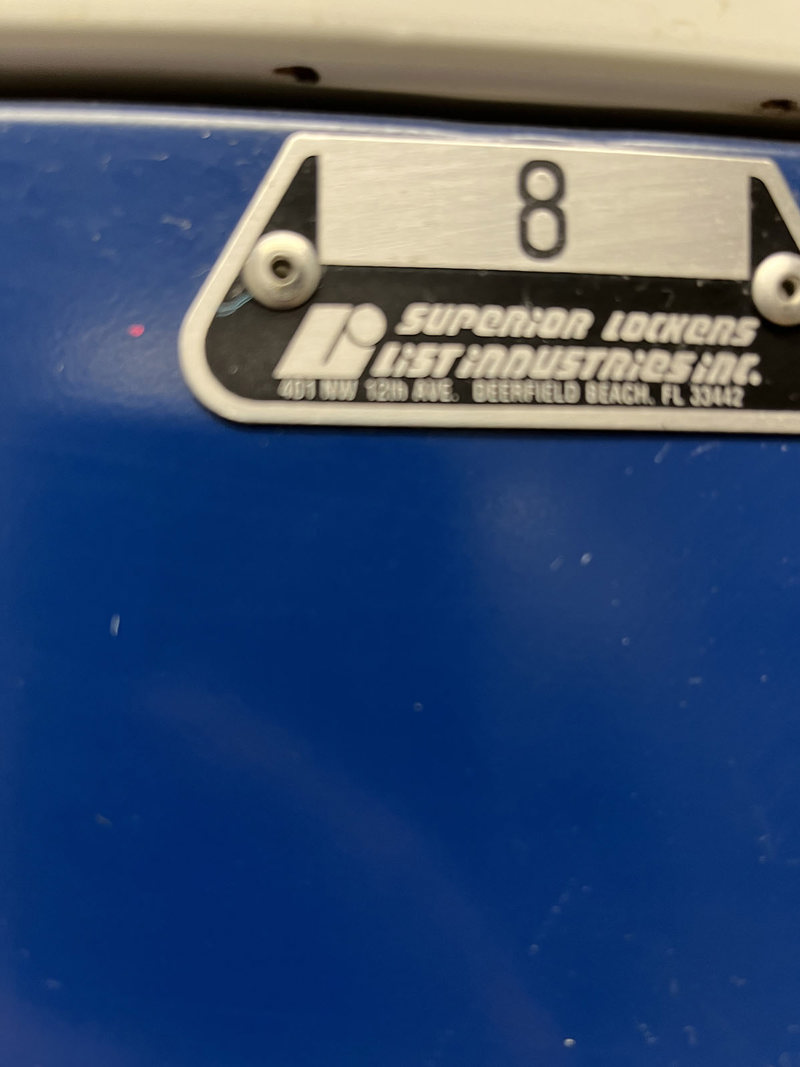 8
SUPERIOR LOCKERS
LIST INDUSTRIES INC.
401 NW 12th AVE. DEERFIELD BEACH, FL 33442